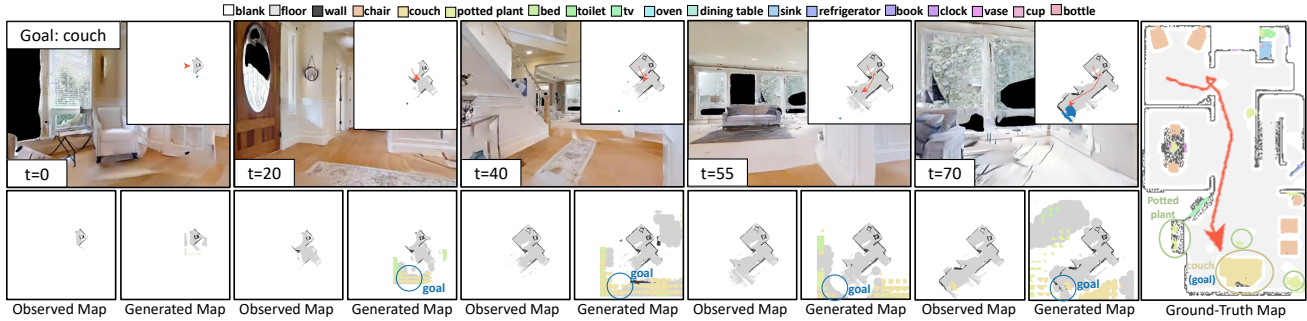 blank floor wall chair couch potted plant bed toilet tv oven dining table sink refrigerator book clock vase cup bottle
Goal: couch
t=0
t=20
t=40
t=55
t=70
goal
goal
goal
goal
Potted
plant
couch
(goal)
Observed Map Generated Map Observed Map Generated Map Observed Map Generated Map Observed Map Generated Map Observed Map Generated Map Ground-Truth Map